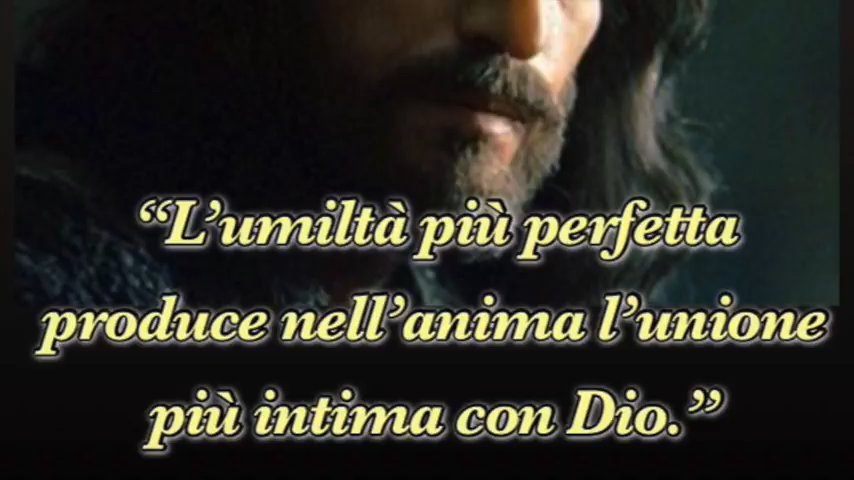 “L’umiltà più perfetta
produce nell’anima l’unione
più intima con Dio.”